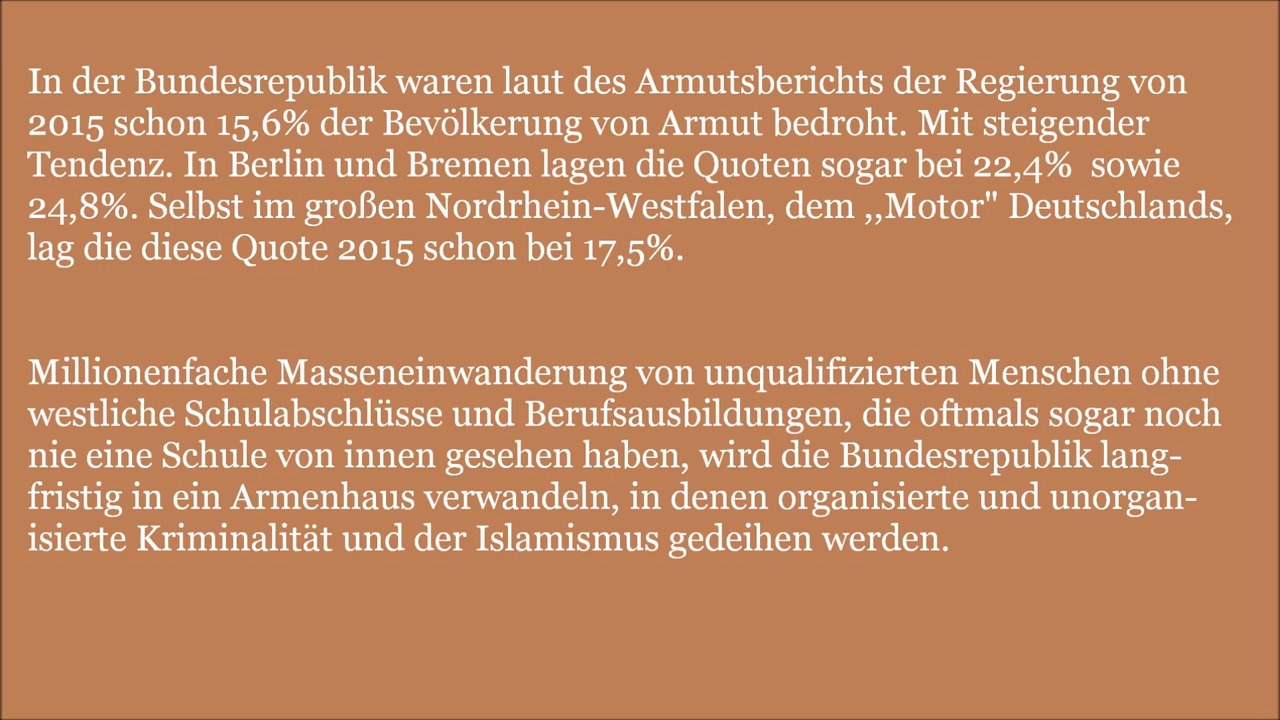 In der Bundesrepublik waren laut des Armutsberichts der Regierung von
2015 schon 15,6% der Bevölkerung von Armut bedroht. Mit steigender
Tendenz. In Berlin und Bremen lagen die Quoten sogar bei 22,4%  sowie
24,8%. Selbst im großen Nordrhein-Westfalen, dem ,,Motor" Deutschlands,
lag die diese Quote 2015 schon bei 17,5%.
Millionenfache Masseneinwanderung von unqualifizierten Menschen ohne
westliche Schulabschlüsse und Berufsausbildungen, die oftmals sogar noch
nie eine Schule von innen gesehen haben, wird die Bundesrepublik lang-
fristig in ein Armenhaus verwandeln, in denen organisierte und unorgan-
isierte Kriminalität und der Islamismus gedeihen werden.